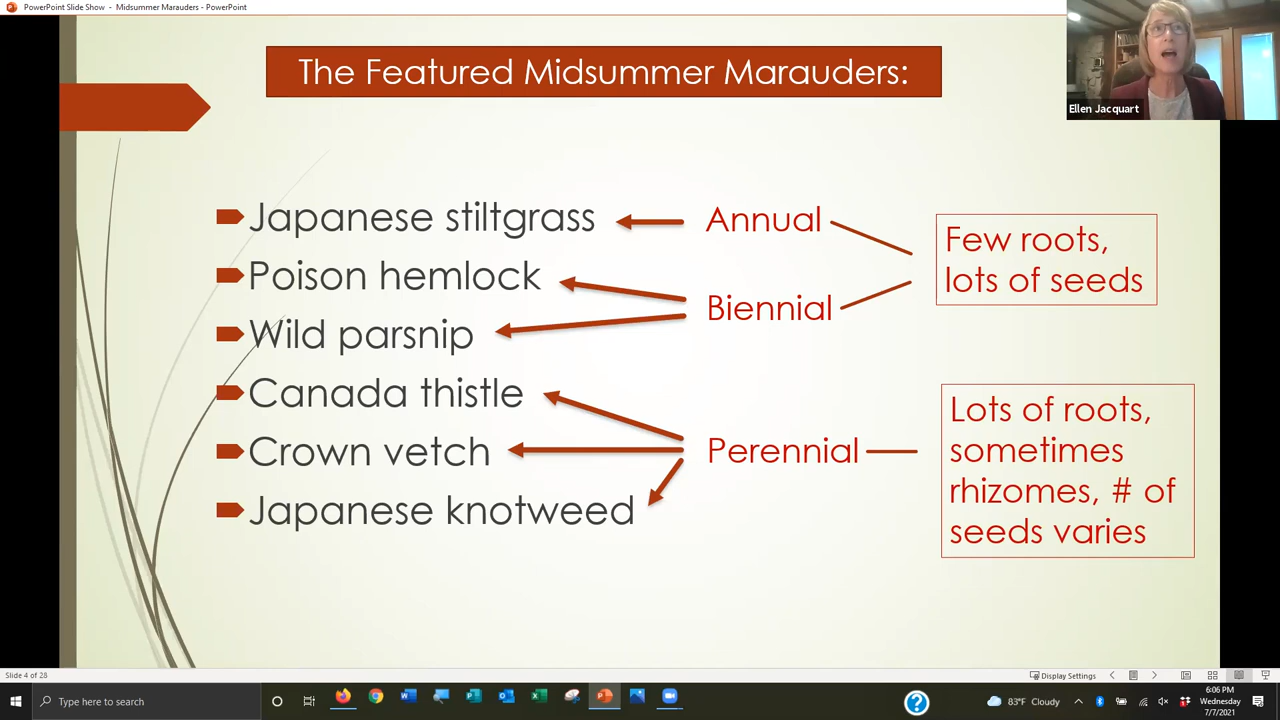 PowerPoint Slide Show - Midsummer Marauders - PowerPoint
The Featured Midsummer Marauders:
Ellen Jacquart
Japanese stiltgrass
Poison hemlock
Wild parsnip
Canada thistle
Crown vetch
Japanese knotweed
Annual
Biennial
Perennial
Few roots,
lots of seeds
Lots of roots,
sometimes
rhizomes, # of
seeds varies
Slide 4 of 28
Display Settings
Type here to search
83°F Cloudy
6:06 PM
Wednesday
7/7/2021